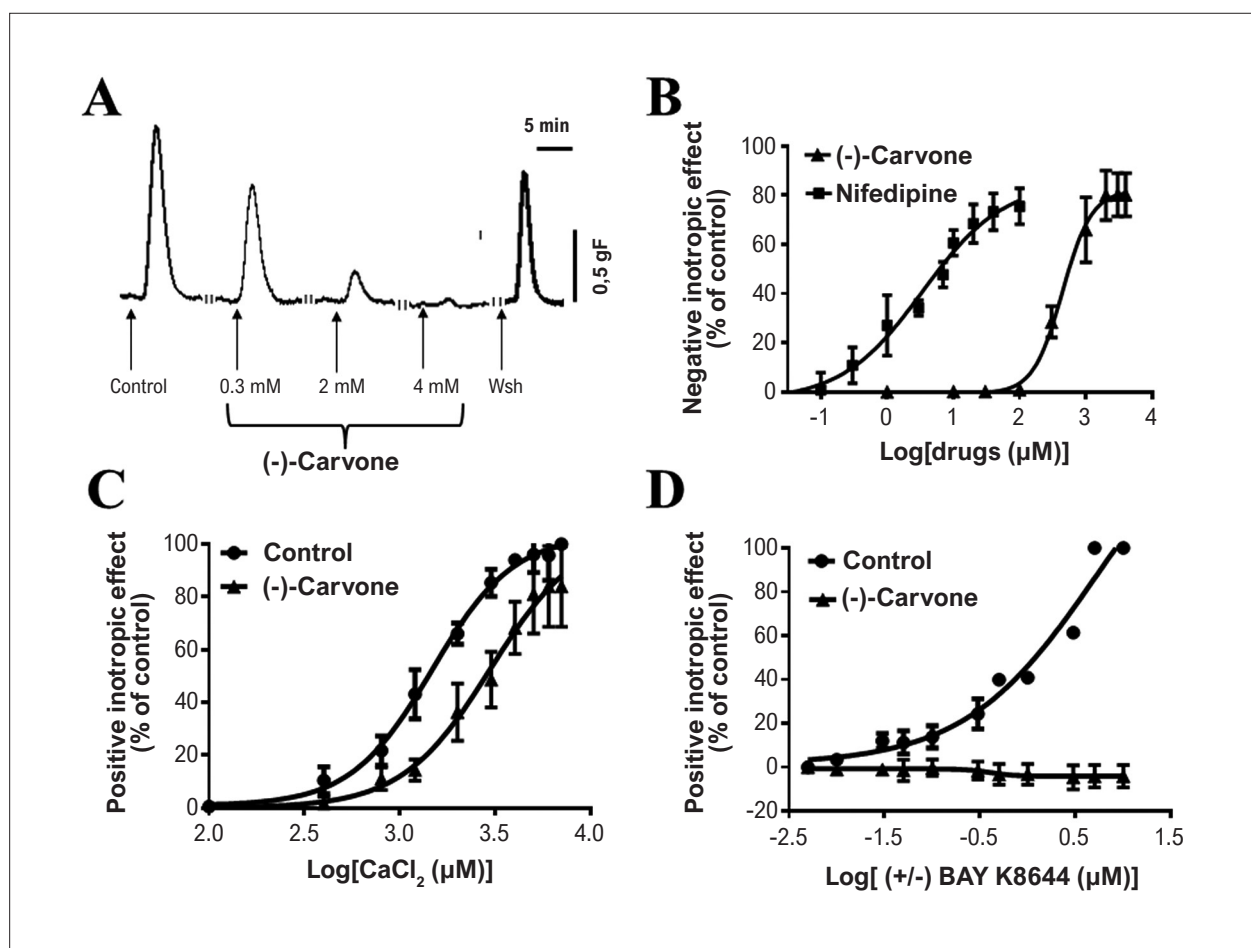 A
5 min
0,5 gF
Control
0.3 mM
2 mM
4 mM
Wsh
(-)-Carvone
B
Negative inotropic effect
(% of control)
100
80
60
40
20
0
(-)-Carvone
Nifedipine
-1 0 1 2 3 4
Log[drugs (µM)]
C
Positive inotropic effect
(% of control)
100
80
60
40
20
0
Control
(-)-Carvone
2.0 2.5 3.0 3.5 4.0
Log[CaCl₂ (µM)]
D
Positive inotropic effect
(% of control)
100
80
60
40
20
0
-20
Control
(-)-Carvone
-2.5 -1.5 -0.5 0.5 1.5
Log[ (+/-) BAY K8644 (µM)]